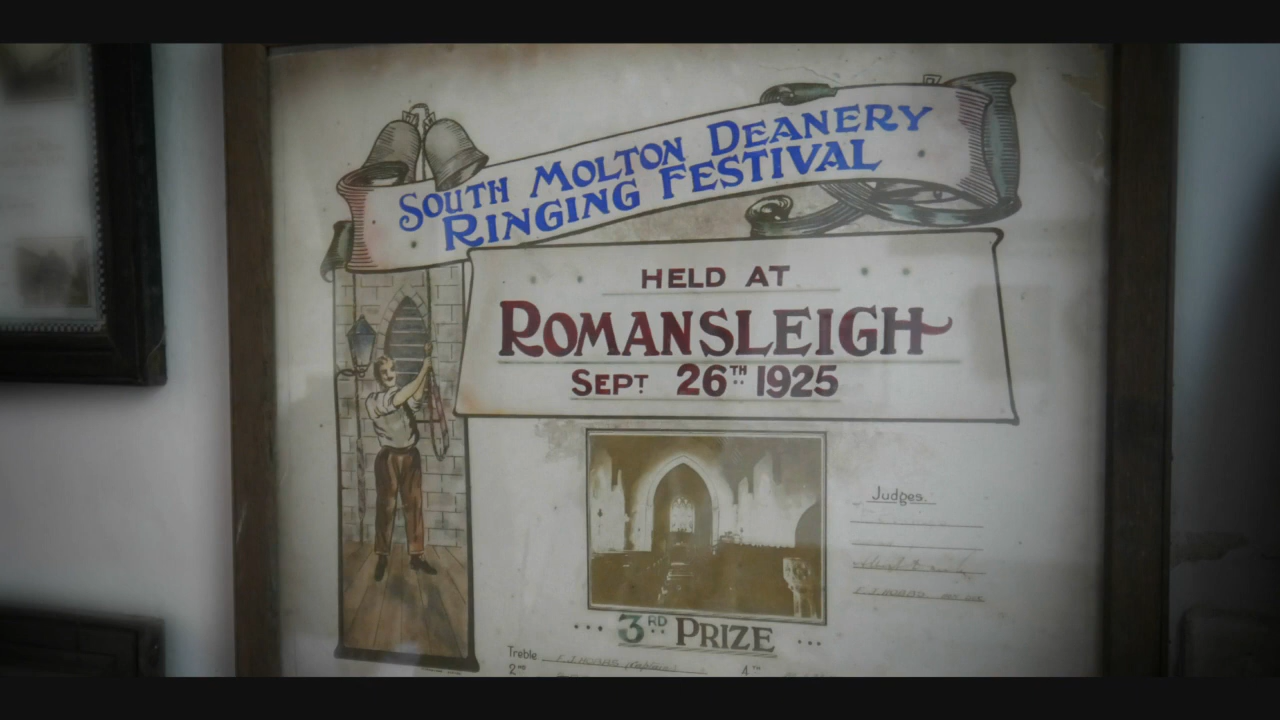 SOUTH MOLTON DEANERY
RINGING FESTIVAL
HELD AT
ROMANSLEIGH
SEPT 26TH 1925
Judges.
... 3RD PRIZE ...
Treble
2nd 4th